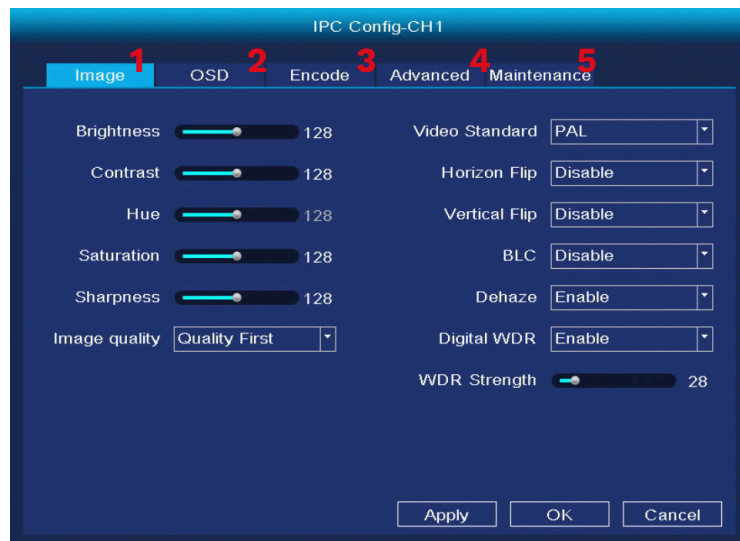 IPC Config-CH1
1 2 3 4 5
Image OSD Encode Advanced Maintenance
Brightness 128 Video Standard PAL
Contrast 128 Horizon Flip Disable
Hue 128 Vertical Flip Disable
Saturation 128 BLC Disable
Sharpness 128 Dehaze Enable
Image quality Quality First Digital WDR Enable
WDR Strength 28
Apply OK Cancel